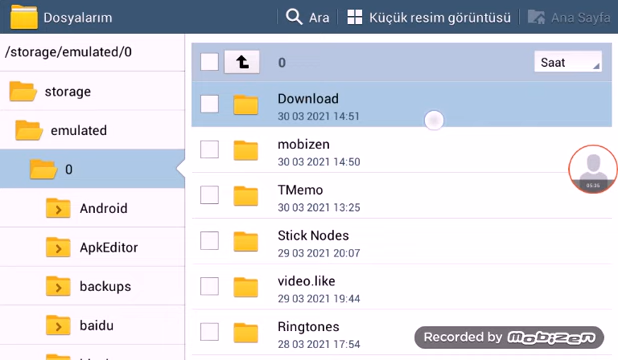 Dosyalarım
Ara
Küçük resim görüntüsü
Ana Sayfa
/storage/emulated/0
storage
emulated
0
Android
ApkEditor
backups
baidu
0
Saat
Download
30 03 2021 14:51
mobizen
30 03 2021 14:50
TMemo
30 03 2021 13:25
Stick Nodes
29 03 2021 20:07
video.like
29 03 2021 19:44
Ringtones
28 03 2021 17:54
Recorded by mobizen